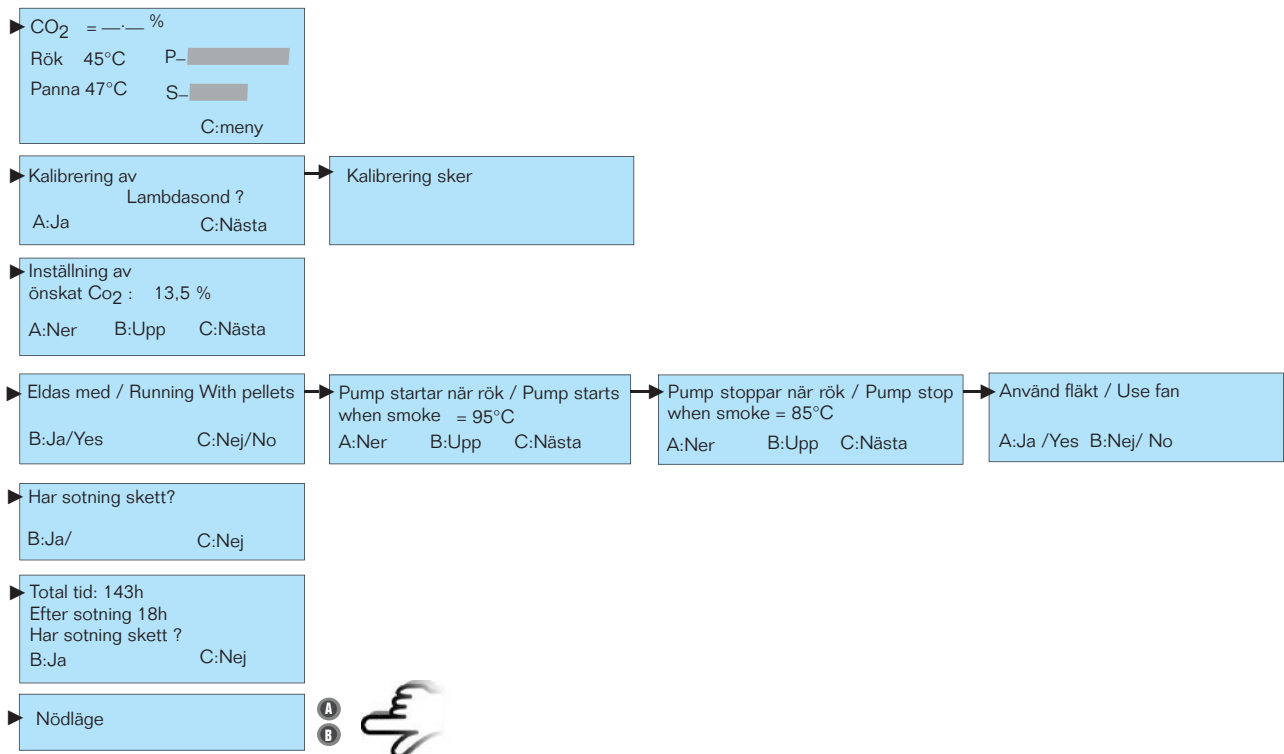 CO2 = —·— %
Rök 45°C P–
Panna 47°C S–
C:meny
Kalibrering av
Lambdasond ?
A:Ja C:Nästa
Kalibrering sker
Inställning av
önskat Co2 : 13,5 %
A:Ner B:Upp C:Nästa
Eldas med / Running With pellets
B:Ja/Yes C:Nej/No
Pump startar när rök / Pump starts
when smoke = 95°C
A:Ner B:Upp C:Nästa
Pump stoppar när rök / Pump stop
when smoke = 85°C
A:Ner B:Upp C:Nästa
Använd fläkt / Use fan
A:Ja /Yes B:Nej/ No
Har sotning skett?
B:Ja/ C:Nej
Total tid: 143h
Efter sotning 18h
Har sotning skett ?
B:Ja C:Nej
Nödläge
A
B